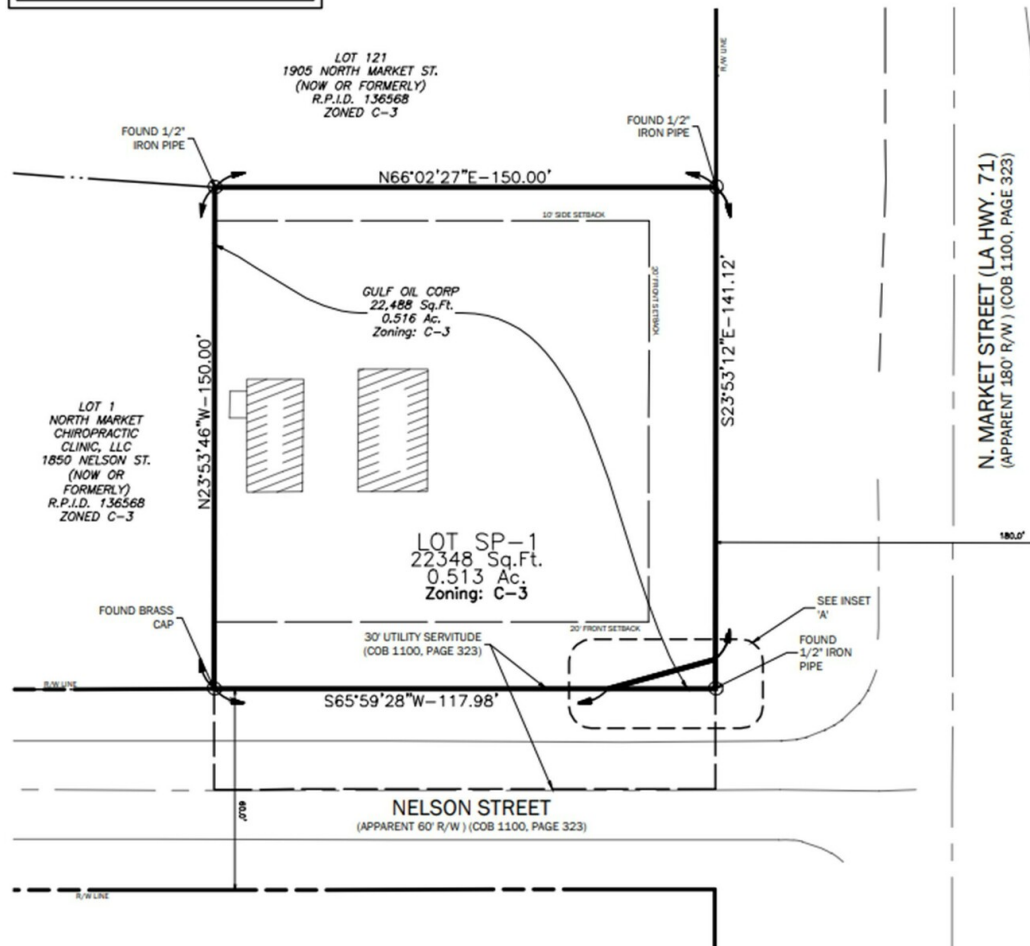 LOT 121
1905 NORTH MARKET ST.
(NOW OR FORMERLY)
R.P.I.D. 136568
ZONED C-3
R/W LINE
FOUND 1/2"
IRON PIPE
FOUND 1/2"
IRON PIPE
N66°02'27"E-150.00'
10' SIDE SETBACK
20' FRONT SETBACK
GULF OIL CORP
22,488 Sq.Ft.
0.516 Ac.
Zoning: C-3
N23°53'46"W-150.00'
S23°53'12"E-141.12'
N. MARKET STREET (LA HWY. 71)
(APPARENT 180' R/W ) (COB 1100, PAGE 323)
LOT 1
NORTH MARKET
CHIROPRACTIC
CLINIC, LLC
1850 NELSON ST.
(NOW OR
FORMERLY)
R.P.I.D. 136568
ZONED C-3
LOT SP-1
22348 Sq.Ft.
0.513 Ac.
Zoning: C-3
180.0'
FOUND BRASS
CAP
SEE INSET
'A'
20' FRONT SETBACK
30' UTILITY SERVITUDE
(COB 1100, PAGE 323)
FOUND
1/2" IRON
PIPE
R/W LINE
S65°59'28"W-117.98'
60.0'
NELSON STREET
(APPARENT 60' R/W ) (COB 1100, PAGE 323)
R/W LINE